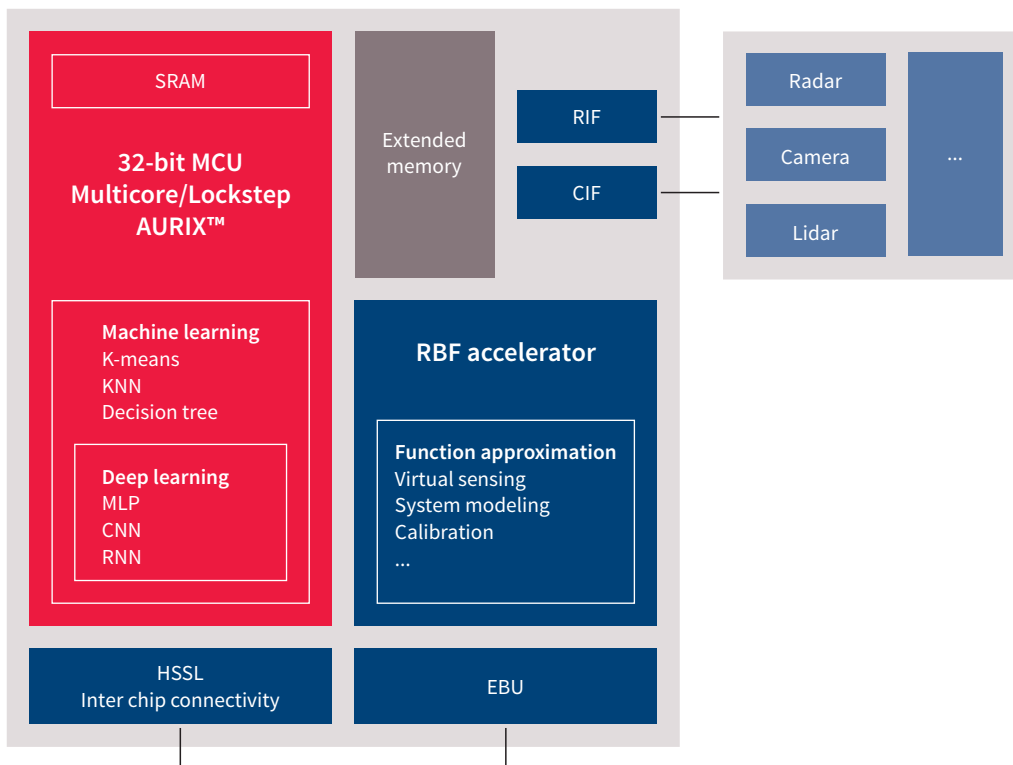 SRAM
32-bit MCU
Multicore/Lockstep
AURIX™
Machine learning
K-means
KNN
Decision tree
Deep learning
MLP
CNN
RNN
Extended
memory
RIF
CIF
Radar
Camera
Lidar
...
RBF accelerator
Function approximation
Virtual sensing
System modeling
Calibration
...
HSSL
Inter chip connectivity
EBU